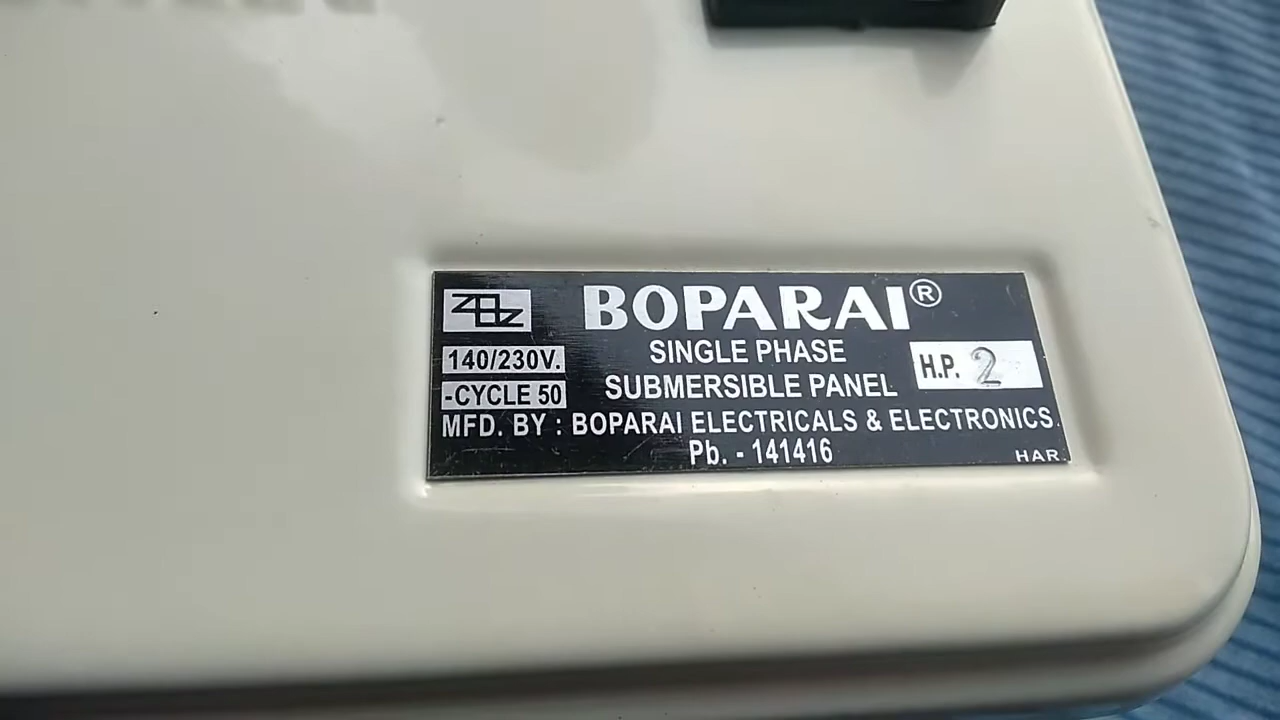 BOPARAI®
140/230V.
SINGLE PHASE
-CYCLE 50
SUBMERSIBLE PANEL
H.P. 2
MFD. BY : BOPARAI ELECTRICALS & ELECTRONICS.
Pb. - 141416
HAR.